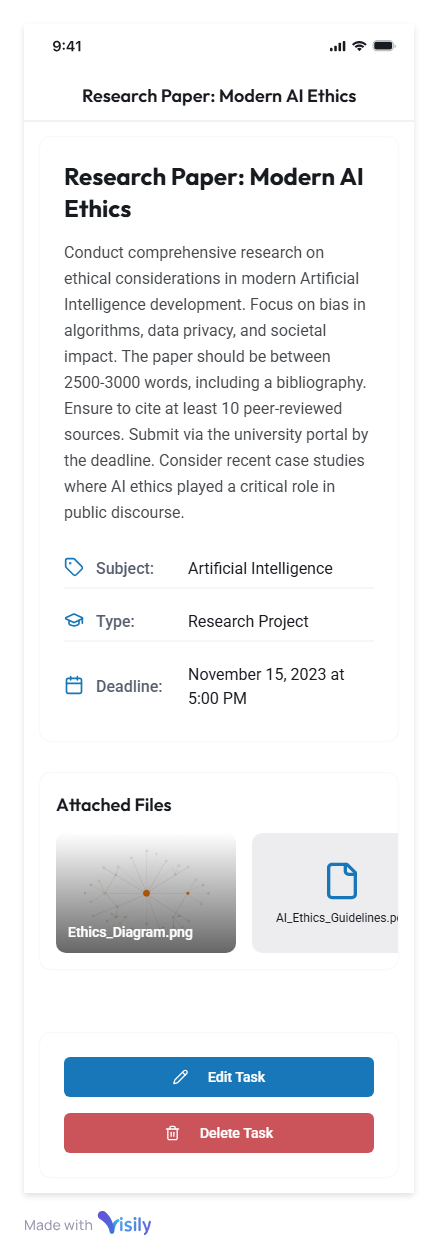 9:41
Research Paper: Modern AI Ethics
Research Paper: Modern AI
Ethics
Conduct comprehensive research on
ethical considerations in modern Artificial
Intelligence development. Focus on bias in
algorithms, data privacy, and societal
impact. The paper should be between
2500-3000 words, including a bibliography.
Ensure to cite at least 10 peer-reviewed
sources. Submit via the university portal by
the deadline. Consider recent case studies
where AI ethics played a critical role in
public discourse.
Subject: Artificial Intelligence
Type: Research Project
Deadline: November 15, 2023 at
5:00 PM
Attached Files
Ethics_Diagram.png
AI_Ethics_Guidelines.p
Edit Task
Delete Task
Made with Visily